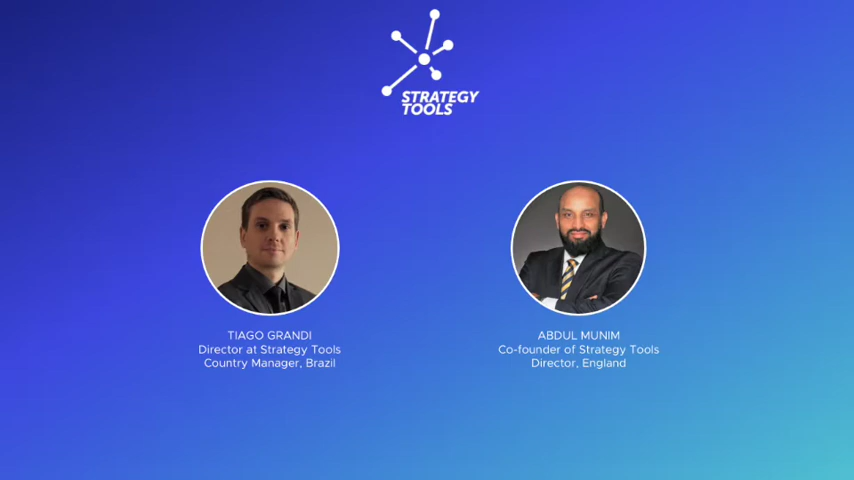 STRATEGY
TOOLS
TIAGO GRANDI
Director at Strategy Tools
Country Manager, Brazil
ABDUL MUNIM
Co-founder of Strategy Tools
Director, England